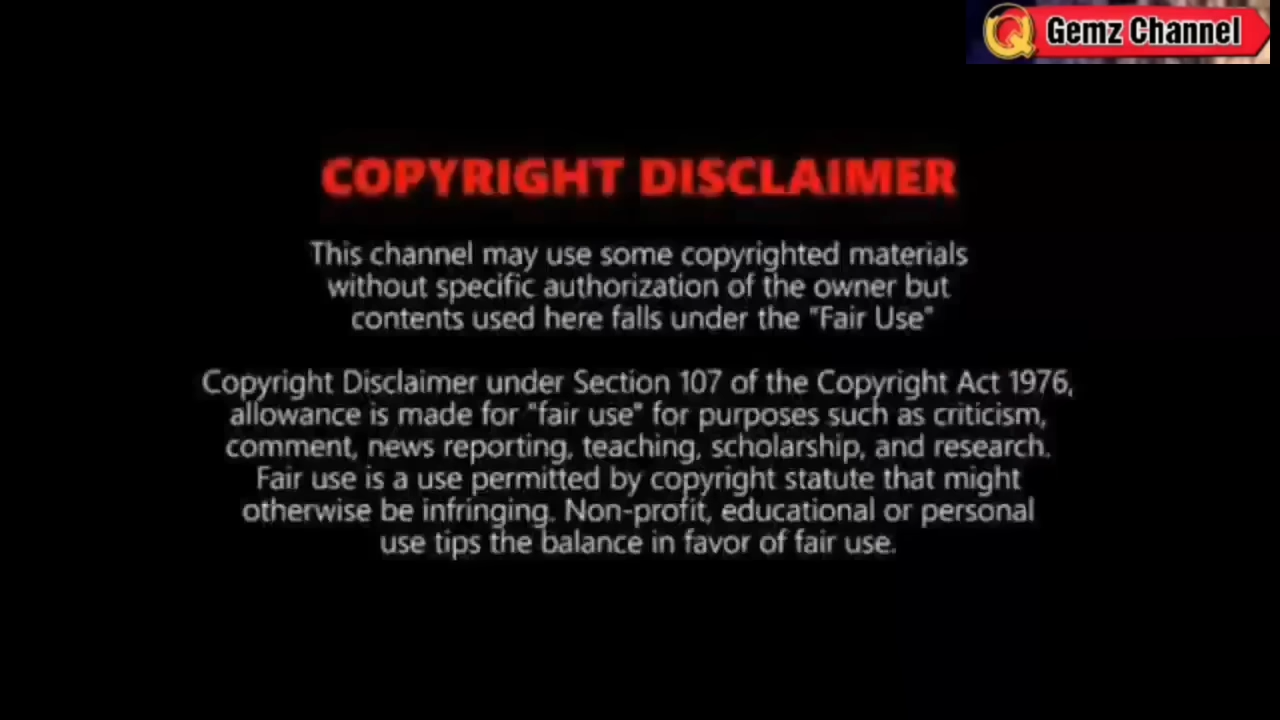 Gemz Channel
COPYRIGHT DISCLAIMER
This channel may use some copyrighted materials
without specific authorization of the owner but
contents used here falls under the "Fair Use"
Copyright Disclaimer under Section 107 of the Copyright Act 1976,
allowance is made for "fair use" for purposes such as criticism,
comment, news reporting, teaching, scholarship, and research.
Fair use is a use permitted by copyright statute that might
otherwise be infringing. Non-profit, educational or personal
use tips the balance in favor of fair use.